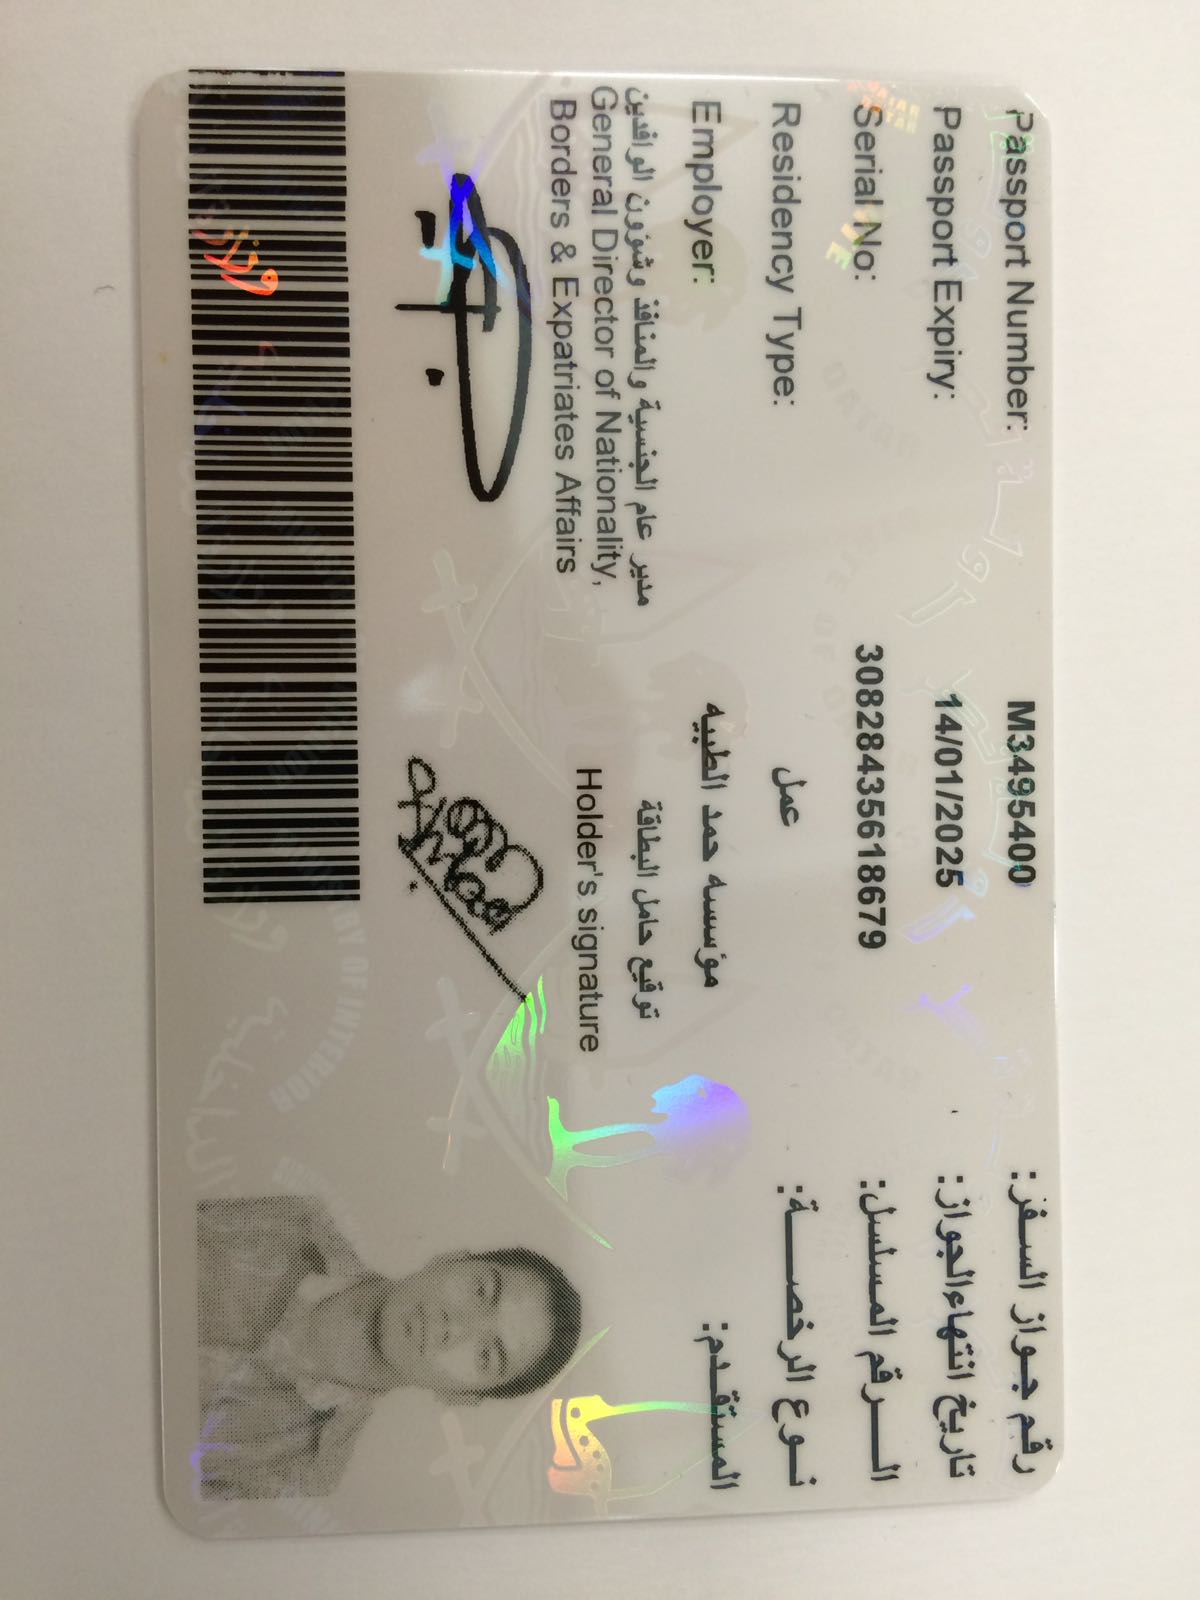 Passport Number: M3495400 رقم جواز السفر:
Passport Expiry: 14/01/2025 تاريخ انتهاء الجواز:
Serial No: 30828435618679 الرقم المسلسل:
Residency Type: عمل نوع الرخصة:
Employer: مؤسسه حمد الطبيه المستقدم:
مدير عام الجنسية والمنافذ وشؤون الوافدين
General Director of Nationality,
Borders & Expatriates Affairs
توقيع حامل البطاقة
Holder's signature